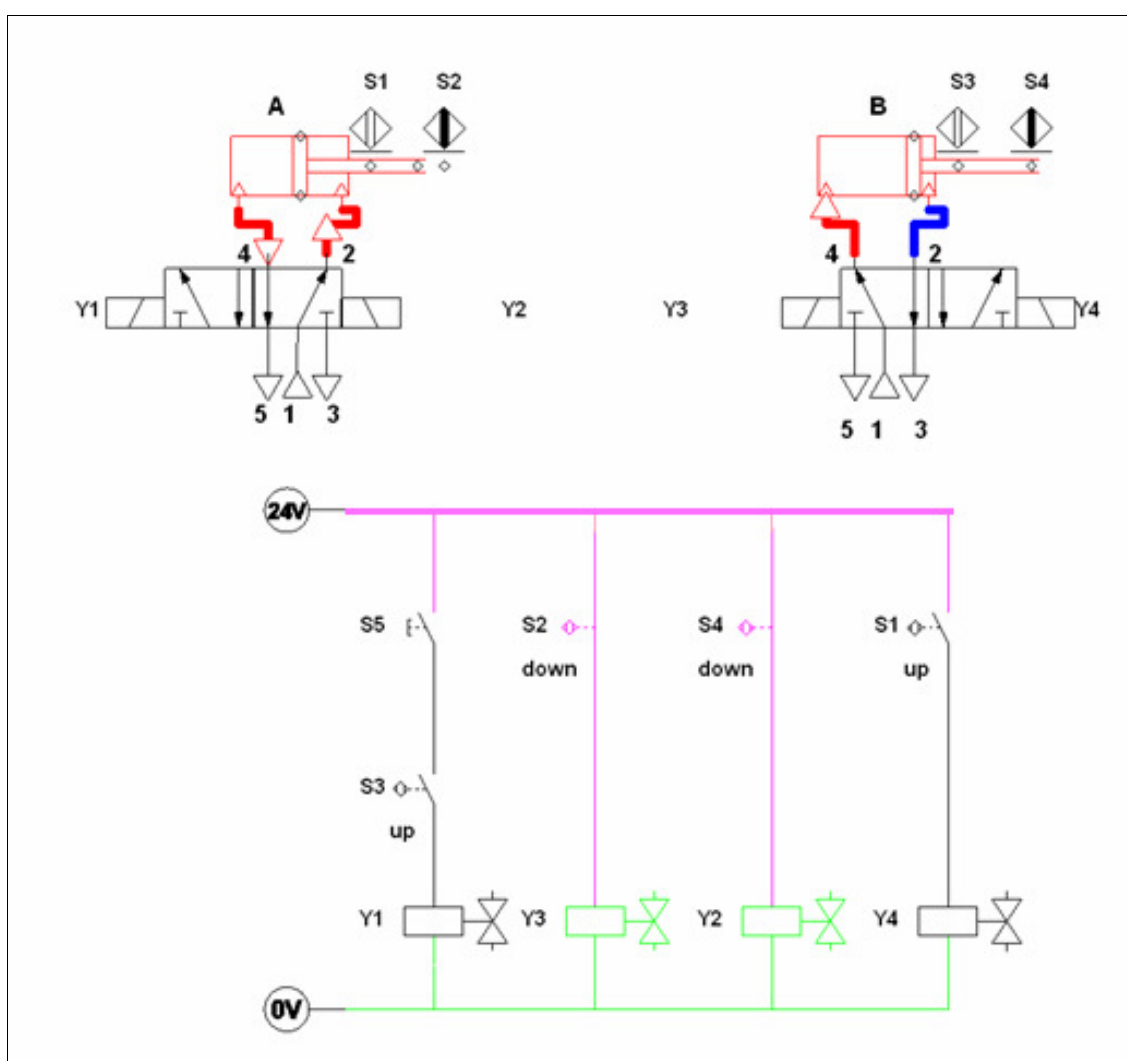 S1 S2 S3 S4
A B
4 2 4 2
Y1 Y2 Y3 Y4
5 1 3 5 1 3
24V
S5 S2 S4 S1
down down up
S3
up
Y1 Y3 Y2 Y4
0V